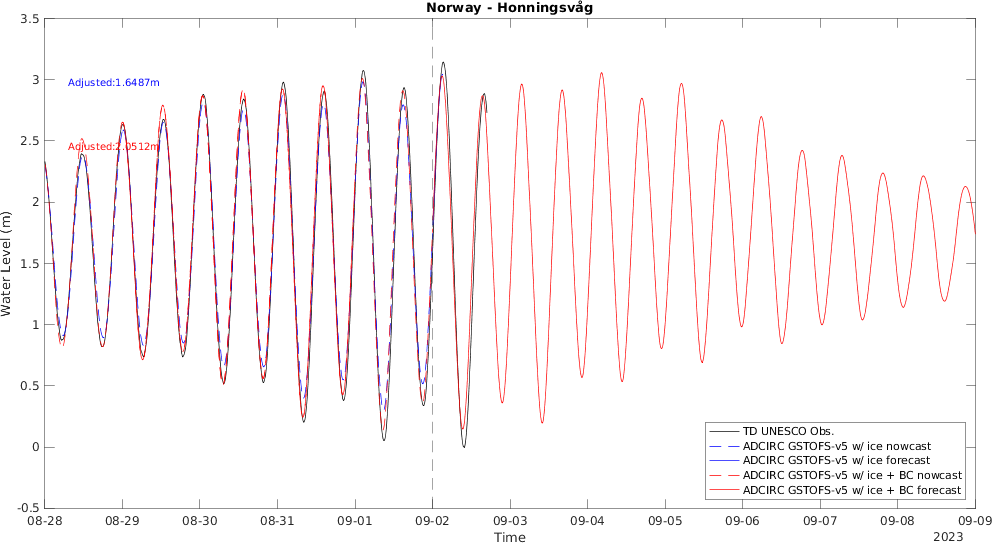 Norway - Honningsvåg
3.5
3
2.5
2
1.5
1
0.5
0
-0.5
Water Level (m)
Adjusted:1.6487m
Adjusted:2.0512m
TD UNESCO Obs.
ADCIRC GSTOFS-v5 w/ ice nowcast
ADCIRC GSTOFS-v5 w/ ice forecast
ADCIRC GSTOFS-v5 w/ ice + BC nowcast
ADCIRC GSTOFS-v5 w/ ice + BC forecast
08-28 08-29 08-30 08-31 09-01 09-02 09-03 09-04 09-05 09-06 09-07 09-08 09-09
Time
2023